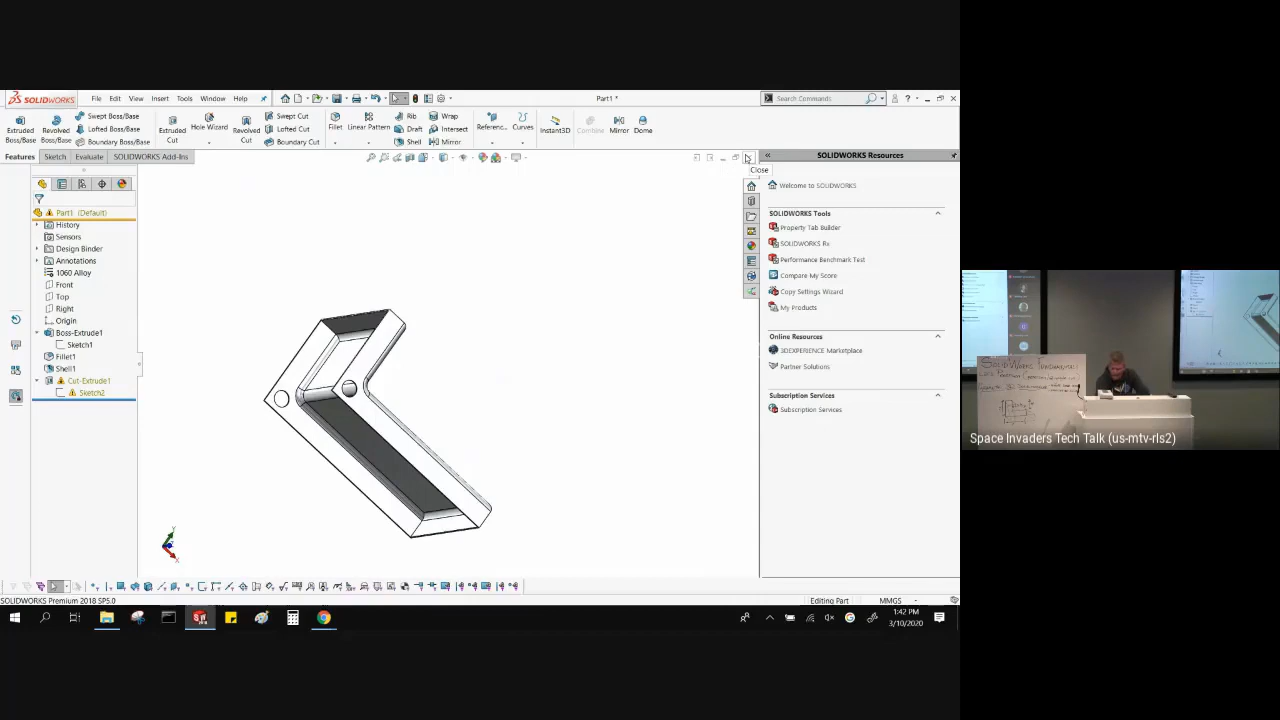 SOLIDWORKS
File Edit View Insert Tools Window Help
Part1 *
Search Commands
Extruded Boss/Base
Revolved Boss/Base
Swept Boss/Base
Lofted Boss/Base
Boundary Boss/Base
Extruded Cut
Hole Wizard
Revolved Cut
Swept Cut
Lofted Cut
Boundary Cut
Fillet
Linear Pattern
Rib
Draft
Shell
Wrap
Intersect
Mirror
Referenc...
Curves
Instant3D
Combine
Mirror
Dome
Features Sketch Evaluate SOLIDWORKS Add-Ins
Close
Part1 (Default)
History
Sensors
Design Binder
Annotations
1060 Alloy
Front
Top
Right
Origin
Boss-Extrude1
Sketch1
Fillet1
Shell1
Cut-Extrude1
Sketch2
SOLIDWORKS Resources
Welcome to SOLIDWORKS
SOLIDWORKS Tools
Property Tab Builder
SOLIDWORKS Rx
Performance Benchmark Test
Compare My Score
Copy Settings Wizard
My Products
Online Resources
3DEXPERIENCE Marketplace
Partner Solutions
Subscription Services
Subscription Services
Y
X
SOLIDWORKS Premium 2018 SP5.0
Editing Part
MMGS
1:42 PM
3/10/2020
SOLIDWORKS FUNDAMENTALS
Space Invaders Tech Talk (us-mtv-rls2)